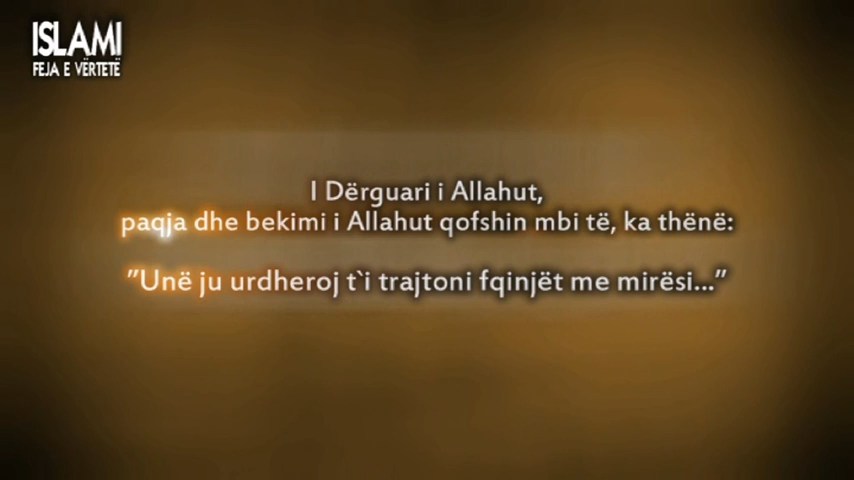 ISLAMI
FEJA E VËRTETË
I Dërguari i Allahut,
paqja dhe bekimi i Allahut qofshin mbi të, ka thënë:
"Unë ju urdheroj t`i trajtoni fqinjët me mirësi..."